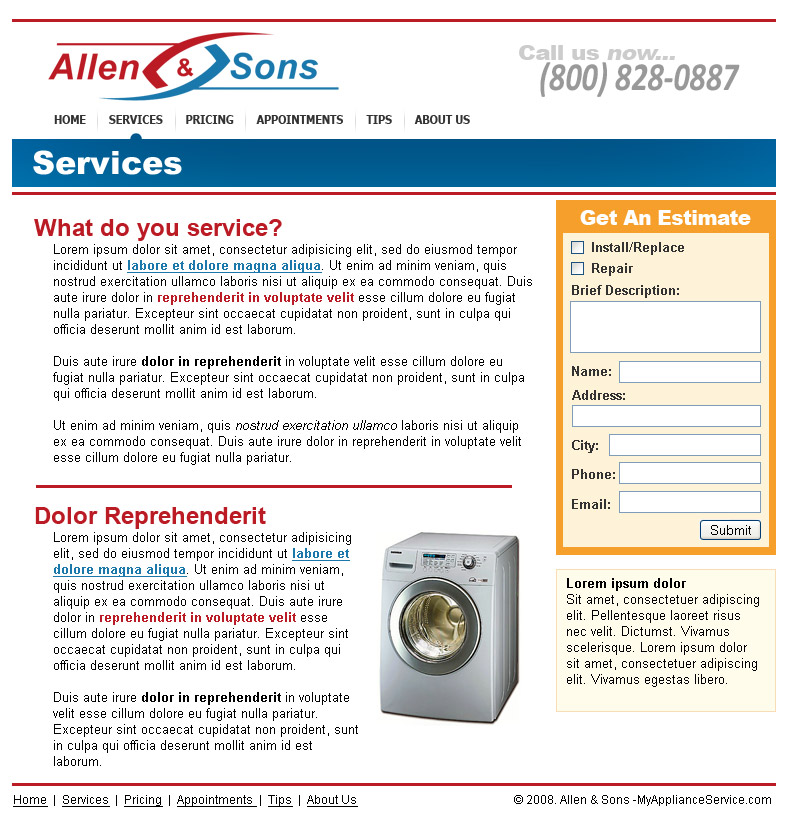 Allen & Sons
Call us now...
(800) 828-0887
HOME SERVICES PRICING APPOINTMENTS TIPS ABOUT US
Services
What do you service?
Lorem ipsum dolor sit amet, consectetur adipisicing elit, sed do eiusmod tempor
incididunt ut labore et dolore magna aliqua. Ut enim ad minim veniam, quis
nostrud exercitation ullamco laboris nisi ut aliquip ex ea commodo consequat. Duis
aute irure dolor in reprehenderit in voluptate velit esse cillum dolore eu fugiat
nulla pariatur. Excepteur sint occaecat cupidatat non proident, sunt in culpa qui
officia deserunt mollit anim id est laborum.
Duis aute irure dolor in reprehenderit in voluptate velit esse cillum dolore eu
fugiat nulla pariatur. Excepteur sint occaecat cupidatat non proident, sunt in culpa
qui officia deserunt mollit anim id est laborum.
Ut enim ad minim veniam, quis nostrud exercitation ullamco laboris nisi ut aliquip
ex ea commodo consequat. Duis aute irure dolor in reprehenderit in voluptate velit
esse cillum dolore eu fugiat nulla pariatur.
Dolor Reprehenderit
Lorem ipsum dolor sit amet, consectetur adipisicing
elit, sed do eiusmod tempor incididunt ut labore et
dolore magna aliqua. Ut enim ad minim veniam,
quis nostrud exercitation ullamco laboris nisi ut
aliquip ex ea commodo consequat. Duis aute irure
dolor in reprehenderit in voluptate velit esse
cillum dolore eu fugiat nulla pariatur. Excepteur sint
occaecat cupidatat non proident, sunt in culpa qui
officia deserunt mollit anim id est laborum.
Duis aute irure dolor in reprehenderit in voluptate
velit esse cillum dolore eu fugiat nulla pariatur.
Excepteur sint occaecat cupidatat non proident, sunt
in culpa qui officia deserunt mollit anim id est
laborum.
Get An Estimate
Install/Replace
Repair
Brief Description:
Name:
Address:
City:
Phone:
Email:
Submit
Lorem ipsum dolor
Sit amet, consectetuer adipiscing
elit. Pellentesque laoreet risus
nec velit. Dictumst. Vivamus
scelerisque. Lorem ipsum dolor
sit amet, consectetuer adipiscing
elit. Vivamus egestas libero.
Home | Services | Pricing | Appointments | Tips | About Us
© 2008. Allen & Sons -MyApplianceService.com